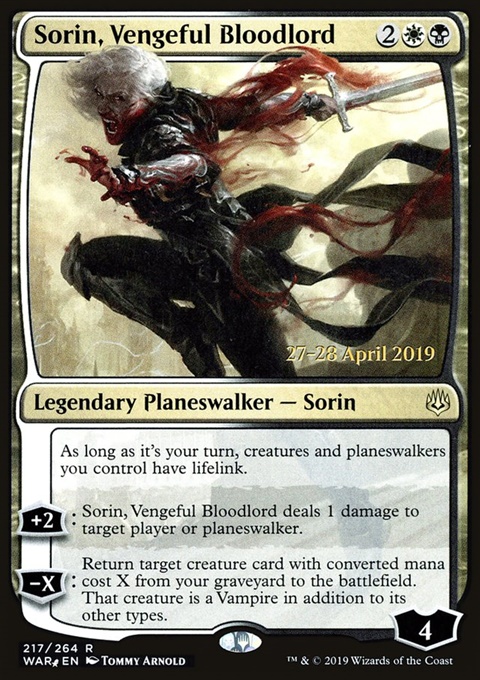 Sorin, Vengeful Bloodlord 2
27–28 April 2019
Legendary Planeswalker — Sorin
As long as it's your turn, creatures and planeswalkers
you control have lifelink.
+2: Sorin, Vengeful Bloodlord deals 1 damage to
target player or planeswalker.
Return target creature card with converted mana
−X: cost X from your graveyard to the battlefield.
That creature is a Vampire in addition to its
other types.
4
217/264 R
WAR EN Tommy Arnold
™ & © 2019 Wizards of the Coast